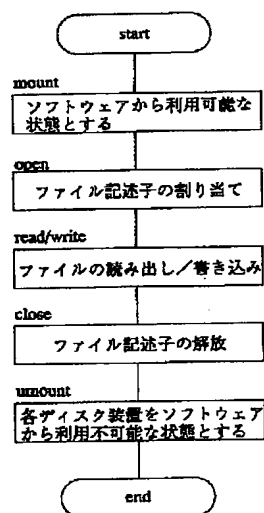 start
mount
ソフトウェアから利用可能な
状態とする
open
ファイル記述子の割り当て
read/write
ファイルの読み出し／書き込み
close
ファイル記述子の解放
umount
各ディスク装置をソフトウェア
から利用不可能な状態とする
end